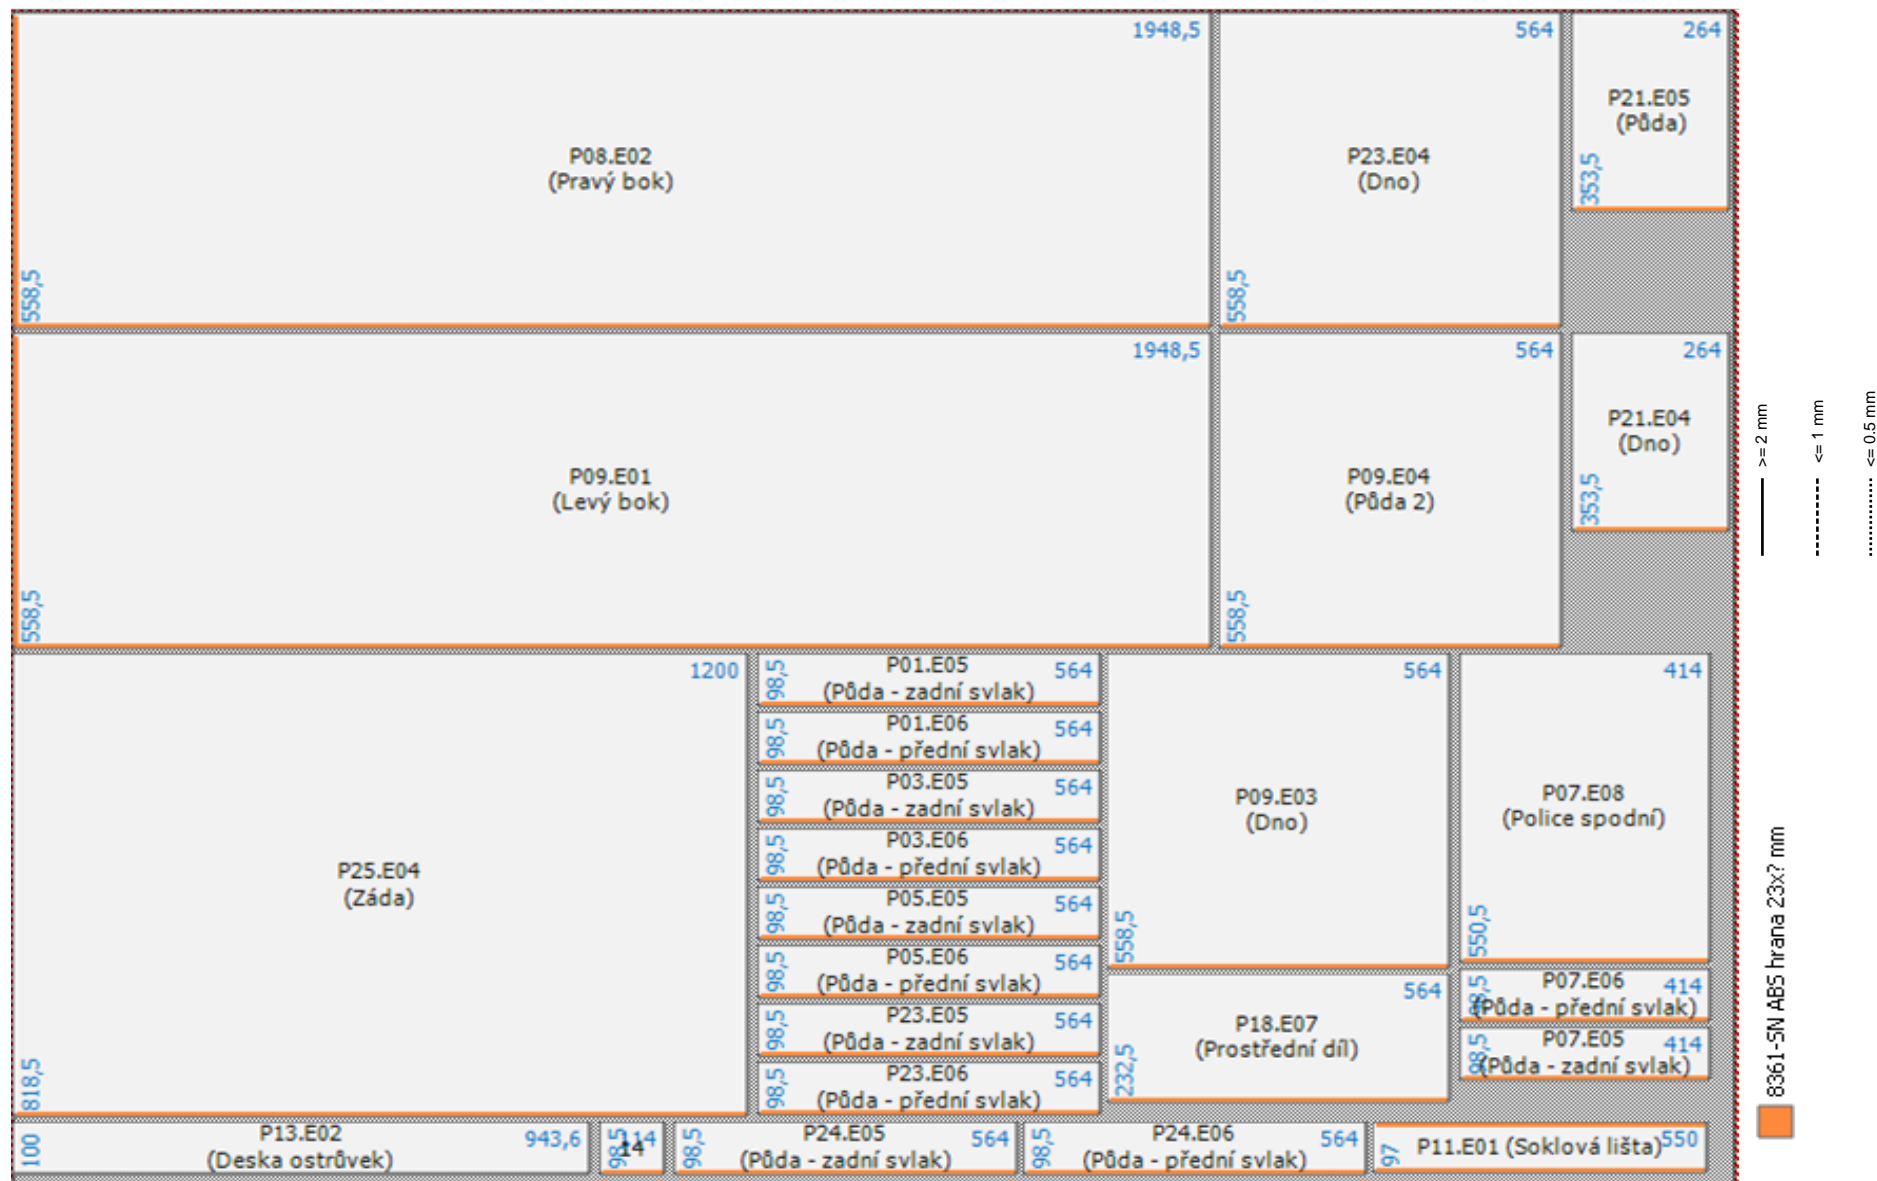 1948,5
P08.E02
(Pravý bok)
558,5
564
P23.E04
(Dno)
558,5
264
P21.E05
(Půda)
353,5
1948,5
P09.E01
(Levý bok)
558,5
564
P09.E04
(Půda 2)
558,5
264
P21.E04
(Dno)
353,5
1200
P25.E04
(Záda)
818,5
98,5
P01.E05
564
(Půda - zadní svlak)
98,5
P01.E06
564
(Půda - přední svlak)
98,5
P03.E05
564
(Půda - zadní svlak)
98,5
P03.E06
564
(Půda - přední svlak)
98,5
P05.E05
564
(Půda - zadní svlak)
98,5
P05.E06
564
(Půda - přední svlak)
98,5
P23.E05
564
(Půda - zadní svlak)
98,5
P23.E06
564
(Půda - přední svlak)
564
P09.E03
(Dno)
558,5
564
P18.E07
(Prostřední díl)
232,5
414
P07.E08
(Police spodní)
550,5
98,5
P07.E06
414
(Půda - přední svlak)
98,5
P07.E05
414
(Půda - zadní svlak)
100
P13.E02
943,6
(Deska ostrůvek)
98,5
114
14
98,5
P24.E05
564
(Půda - zadní svlak)
98,5
P24.E06
564
(Půda - přední svlak)
97
P11.E01 (Soklová lišta)
550
>= 2 mm
<= 1 mm
<= 0.5 mm
8361-SN ABS hrana 23x? mm